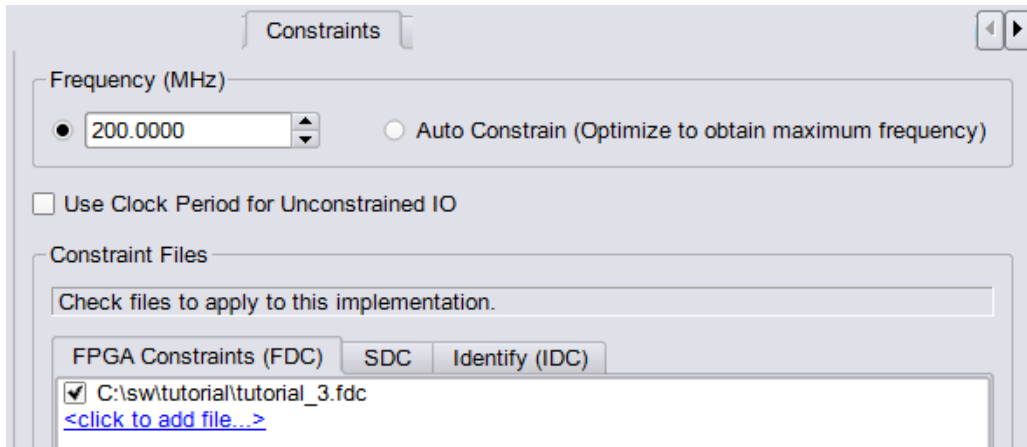 Constraints
Frequency (MHz)
200.0000
Auto Constrain (Optimize to obtain maximum frequency)
Use Clock Period for Unconstrained IO
Constraint Files
Check files to apply to this implementation.
FPGA Constraints (FDC) SDC Identify (IDC)
C:\sw\tutorial\tutorial_3.fdc
<click to add file...>